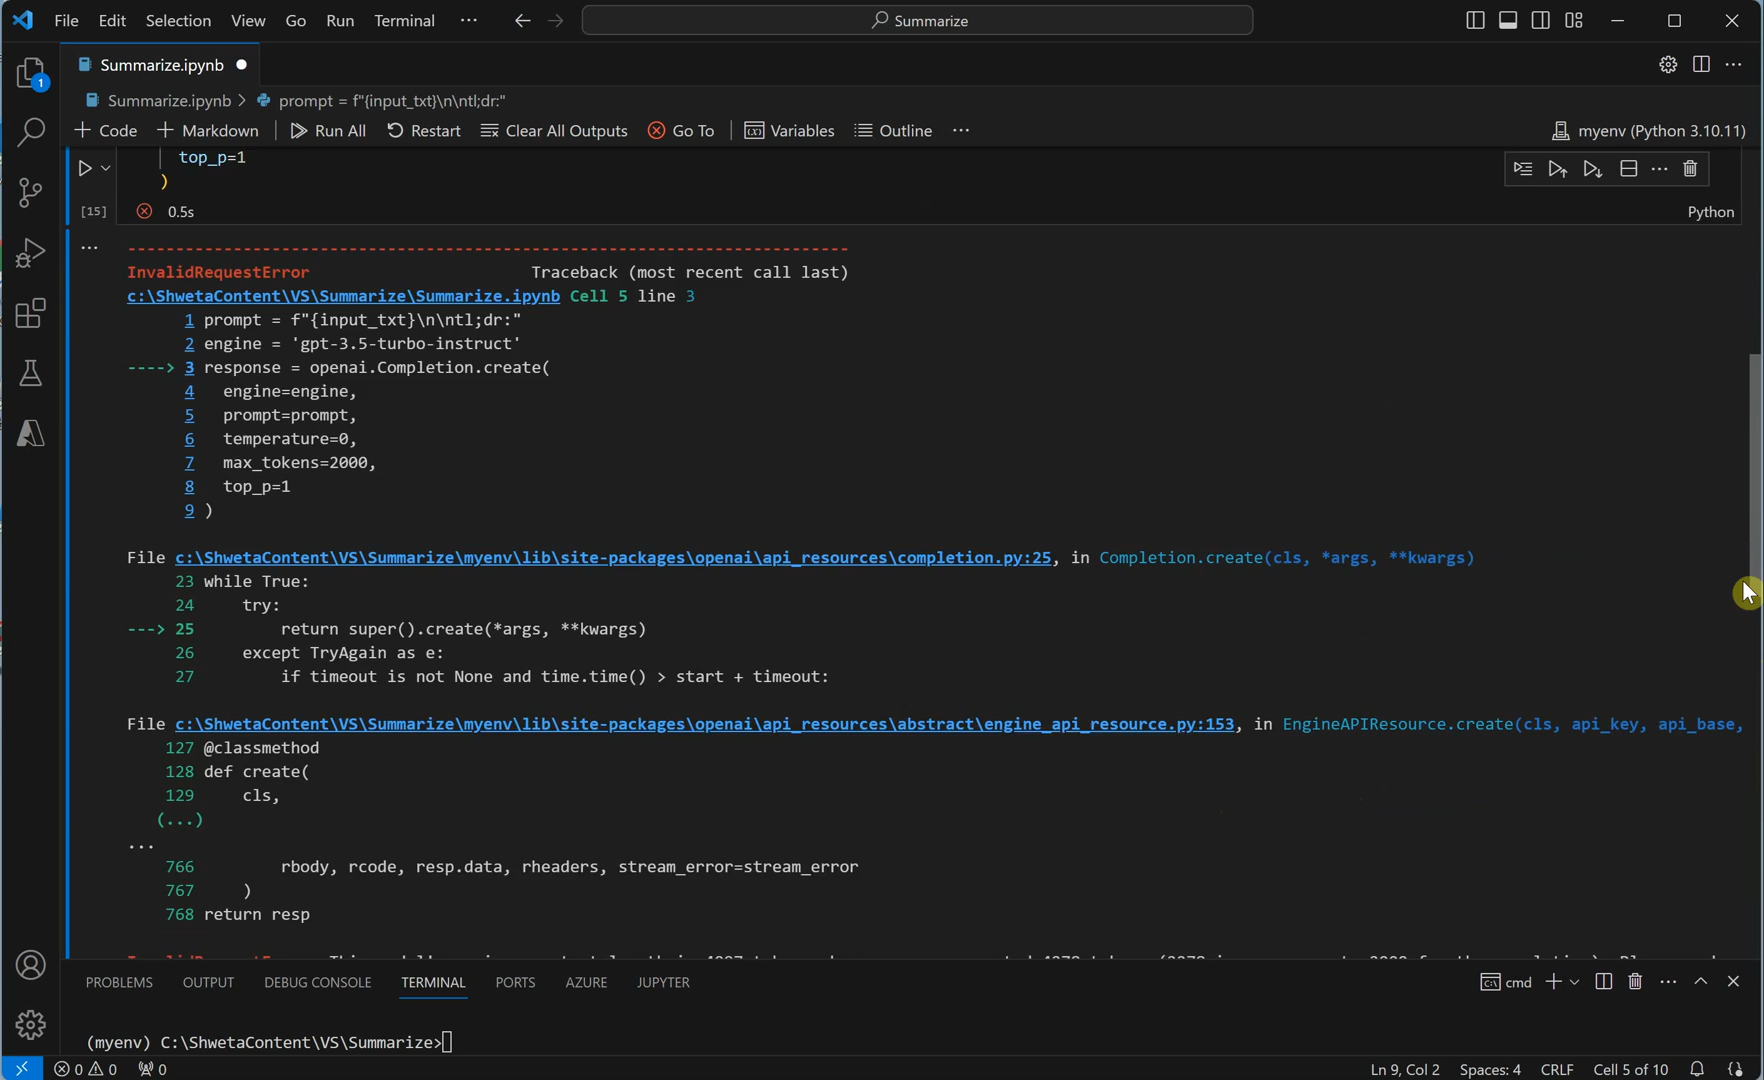 File Edit Selection View Go Run Terminal ··· Summarize
Summarize.ipynb
Summarize.ipynb > prompt = f"{input_txt}\n\ntl;dr:"
Code Markdown Run All Restart Clear All Outputs Go To Variables Outline ··· myenv (Python 3.10.11)
top_p=1
)
[15] 0.5s Python
--------------------------------------------------------------------------- 
InvalidRequestError Traceback (most recent call last)
c:\ShwetaContent\VS\Summarize\Summarize.ipynb Cell 5 line 3
1 prompt = f"{input_txt}\n\ntl;dr:"
2 engine = 'gpt-3.5-turbo-instruct'
----> 3 response = openai.Completion.create(
4 engine=engine,
5 prompt=prompt,
6 temperature=0,
7 max_tokens=2000,
8 top_p=1
9 )
File c:\ShwetaContent\VS\Summarize\myenv\lib\site-packages\openai\api_resources\completion.py:25, in Completion.create(cls, *args, **kwargs)
23 while True:
24 try:
---> 25 return super().create(*args, **kwargs)
26 except TryAgain as e:
27 if timeout is not None and time.time() > start + timeout:
File c:\ShwetaContent\VS\Summarize\myenv\lib\site-packages\openai\api_resources\abstract\engine_api_resource.py:153, in EngineAPIResource.create(cls, api_key, api_base,
127 @classmethod
128 def create(
129 cls,
(...)
...
766 rbody, rcode, resp.data, rheaders, stream_error=stream_error
767 )
768 return resp
PROBLEMS OUTPUT DEBUG CONSOLE TERMINAL PORTS AZURE JUPYTER cmd
(myenv) C:\ShwetaContent\VS\Summarize>
0 0 0 Ln 9, Col 2 Spaces: 4 CRLF Cell 5 of 10